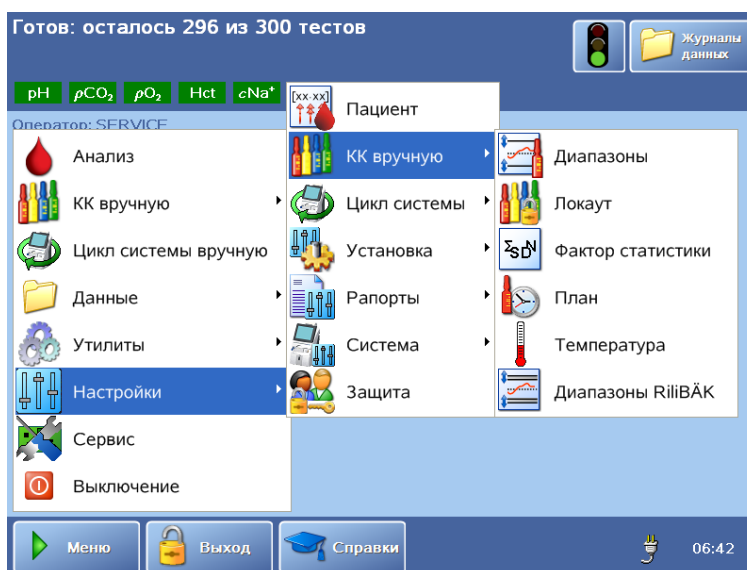 Готов: осталось 296 из 300 тестов
Журналы
данных
pH pCO₂ pO₂ Hct cNa⁺
Оператор: SERVICE
Анализ
КК вручную
Цикл системы вручную
Данные
Утилиты
Настройки
Сервис
Выключение
[xx-xx]
Пациент
КК вручную
Цикл системы
Установка
Рапорты
Система
Защита
Диапазоны
Локаут
ΣSDN
Фактор статистики
План
Температура
Диапазоны RiliBÄK
Меню
Выход
Справки
06:42